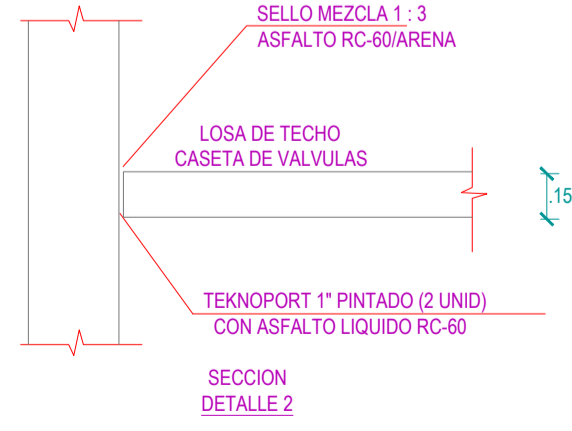 SELLO MEZCLA 1 : 3
ASFALTO RC-60/ARENA
LOSA DE TECHO
CASETA DE VALVULAS
.15
TEKNOPORT 1" PINTADO (2 UNID)
CON ASFALTO LIQUIDO RC-60
SECCION
DETALLE 2